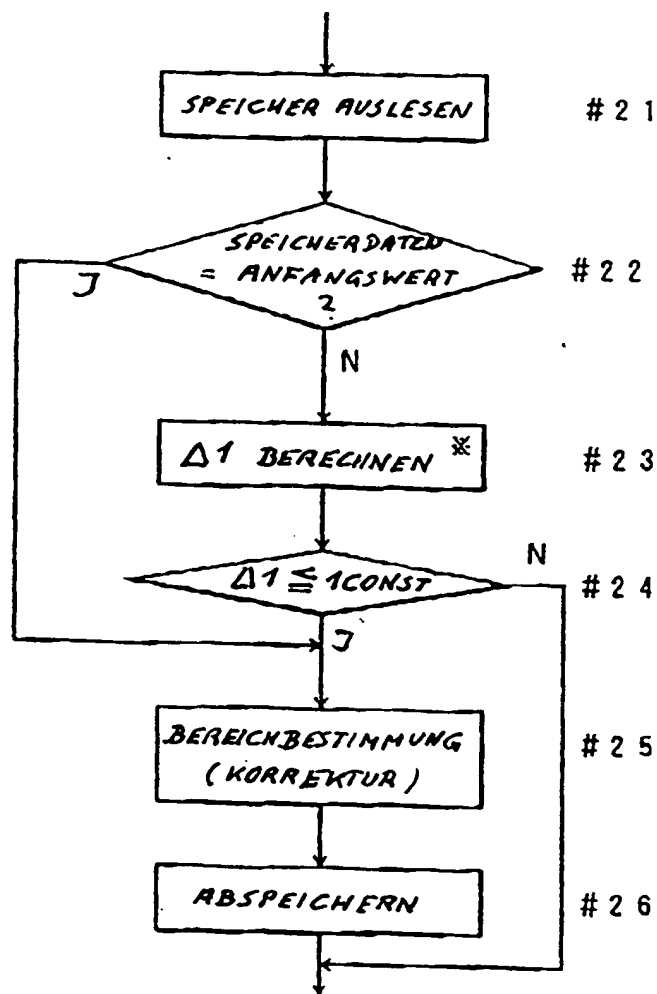 SPEICHER AUSLESEN #21
SPEICHERDATEN
= ANFANGSWERT #22
?
J
N
Δ1 BERECHNEN ※ #23
N
Δ1 ≦ 1CONST #24
J
BEREICHBESTIMMUNG #25
(KORREKTUR)
ABSPEICHERN #26